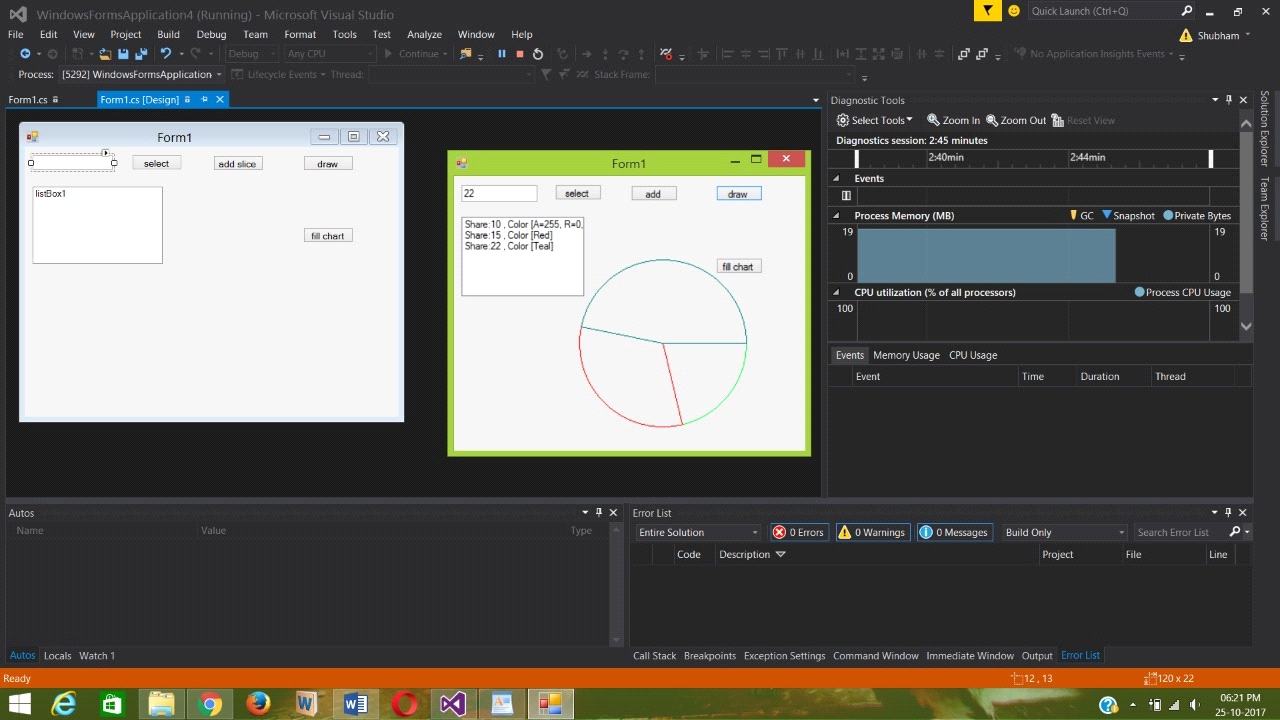 WindowsFormsApplication4 (Running) - Microsoft Visual Studio
Quick Launch (Ctrl+Q)
File Edit View Project Build Debug Team Format Tools Test Analyze Window Help
Shubham
Debug Any CPU Continue No Application Insights Events
Process: [5292] WindowsFormsApplication Lifecycle Events Thread: Stack Frame:
Form1.cs Form1.cs [Design]
Form1
select add slice draw
listBox1
fill chart
Form1
22 select add draw
Share:10 , Color [A=255, R=0,
Share:15 , Color [Red]
Share:22 , Color [Teal]
fill chart
Diagnostic Tools
Select Tools Zoom In Zoom Out Reset View
Diagnostics session: 2:45 minutes
2:40min 2:44min
Events
Process Memory (MB) GC Snapshot Private Bytes
19 19
0 0
CPU utilization (% of all processors) Process CPU Usage
100 100
Events Memory Usage CPU Usage
Event Time Duration Thread
Solution Explorer
Team Explorer
Autos
Name Value Type
Autos Locals Watch 1
Error List
Entire Solution 0 Errors 0 Warnings 0 Messages Build Only Search Error List
Code Description Project File Line
Call Stack Breakpoints Exception Settings Command Window Immediate Window Output Error List
Ready 12 , 13 120 x 22
06:21 PM
25-10-2017